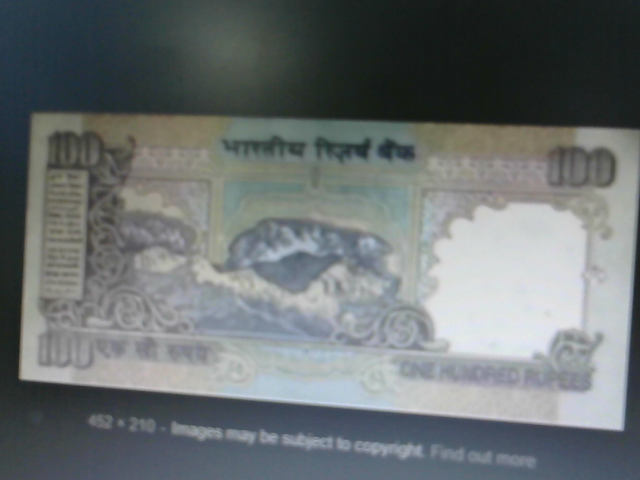 भारतीय रिज़र्व बैंक
100 100
100 एक सौ रुपये
ONE HUNDRED RUPEES
452 × 210 - Images may be subject to copyright. Find out more